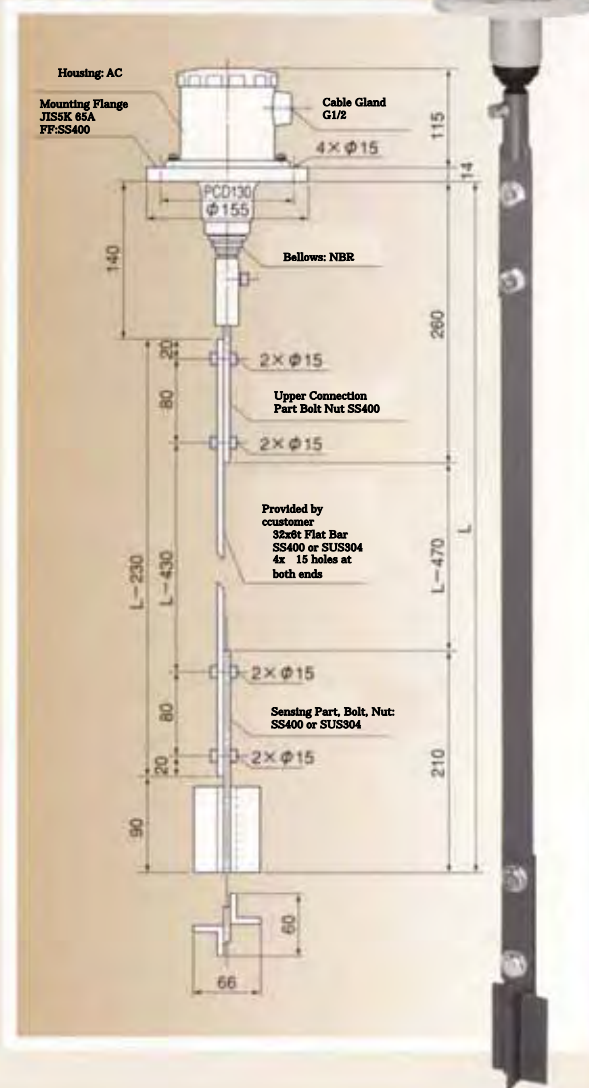 Housing: AC
Mounting Flange
JIS5K 65A
FF:SS400
Cable Gland
G1/2
4×Φ15
115
14
PCD130
Φ155
140
Bellows: NBR
260
20
2×Φ15
80
Upper Connection
Part Bolt Nut SS400
2×Φ15
Provided by
ccustomer
32x6t Flat Bar
SS400 or SUS304
4x 15 holes at
both ends
L-230
L-430
L-470
L
2×Φ15
80
Sensing Part, Bolt, Nut:
SS400 or SUS304
2×Φ15
20
210
90
60
66